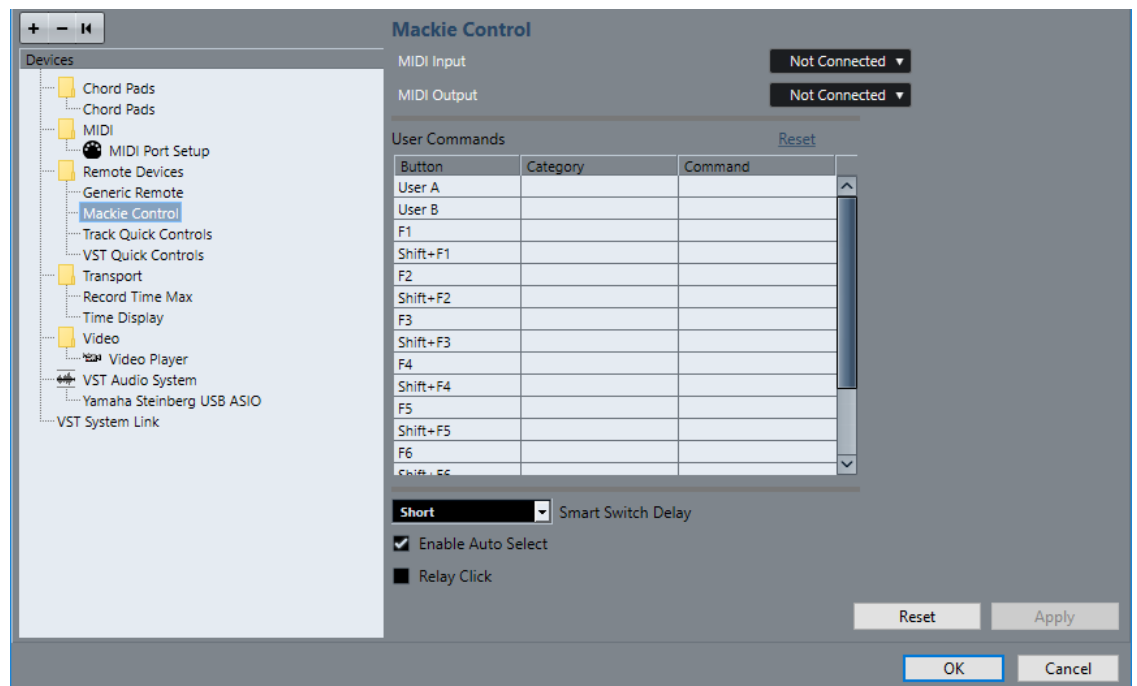 Mackie Control
Devices
MIDI Input
Not Connected
Chord Pads
Chord Pads
MIDI Output
Not Connected
MIDI
MIDI Port Setup
Remote Devices
Generic Remote
Mackie Control
Track Quick Controls
VST Quick Controls
Transport
Record Time Max
Time Display
Video
Video Player
VST Audio System
Yamaha Steinberg USB ASIO
VST System Link
User Commands
Reset
Button Category Command
User A
User B
F1
Shift+F1
F2
Shift+F2
F3
Shift+F3
F4
Shift+F4
F5
Shift+F5
F6
Shift+F6
Short
Smart Switch Delay
Enable Auto Select
Relay Click
Reset
Apply
OK
Cancel